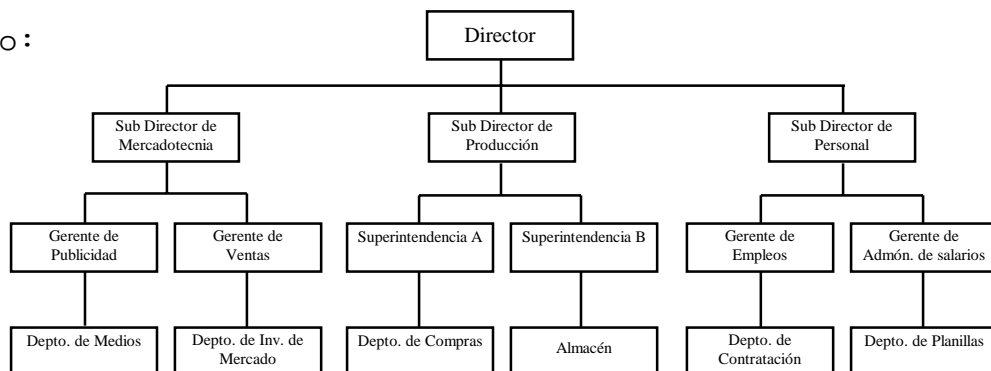 o:
Director
Sub Director de
Mercadotecnia
Sub Director de
Producción
Sub Director de
Personal
Gerente de
Publicidad
Gerente de
Ventas
Superintendencia A
Superintendencia B
Gerente de
Empleos
Gerente de
Admón. de salarios
Depto. de Medios
Depto. de Inv. de
Mercado
Depto. de Compras
Almacén
Depto. de
Contratación
Depto. de Planillas